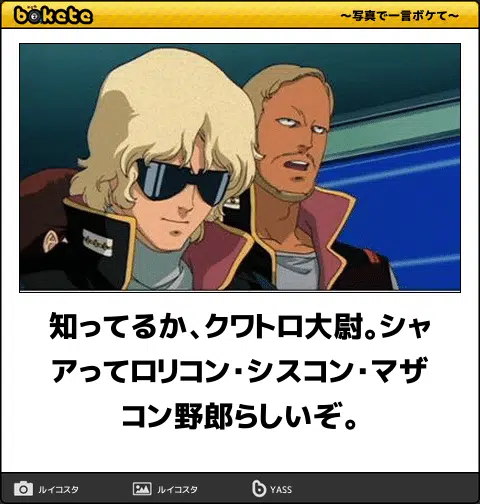 bokete
〜写真で一言ボケて〜
知ってるか、クワトロ大尉。シャ
アってロリコン・シスコン・マザ
コン野郎らしいぞ。
ルイコスタ ルイコスタ YASS